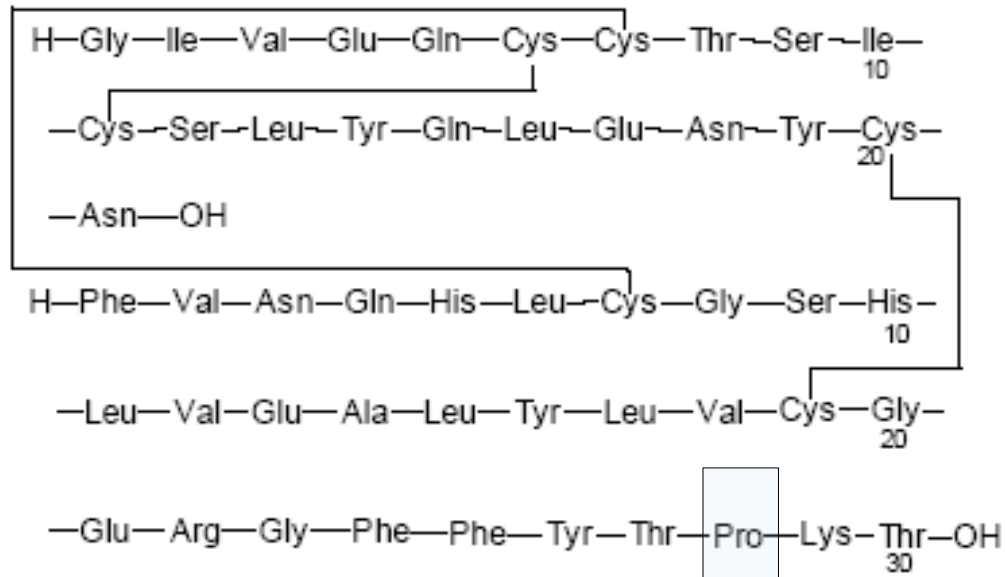 H—Gly—Ile—Val—Glu—Gln—Cys—Cys—Thr—Ser—Ile—
10
—Cys—Ser—Leu—Tyr—Gln—Leu—Glu—Asn—Tyr—Cys—
20
—Asn—OH
H—Phe—Val—Asn—Gln—His—Leu—Cys—Gly—Ser—His—
10
—Leu—Val—Glu—Ala—Leu—Tyr—Leu—Val—Cys—Gly—
20
—Glu—Arg—Gly—Phe—Phe—Tyr—Thr—Pro—Lys—Thr—OH
30